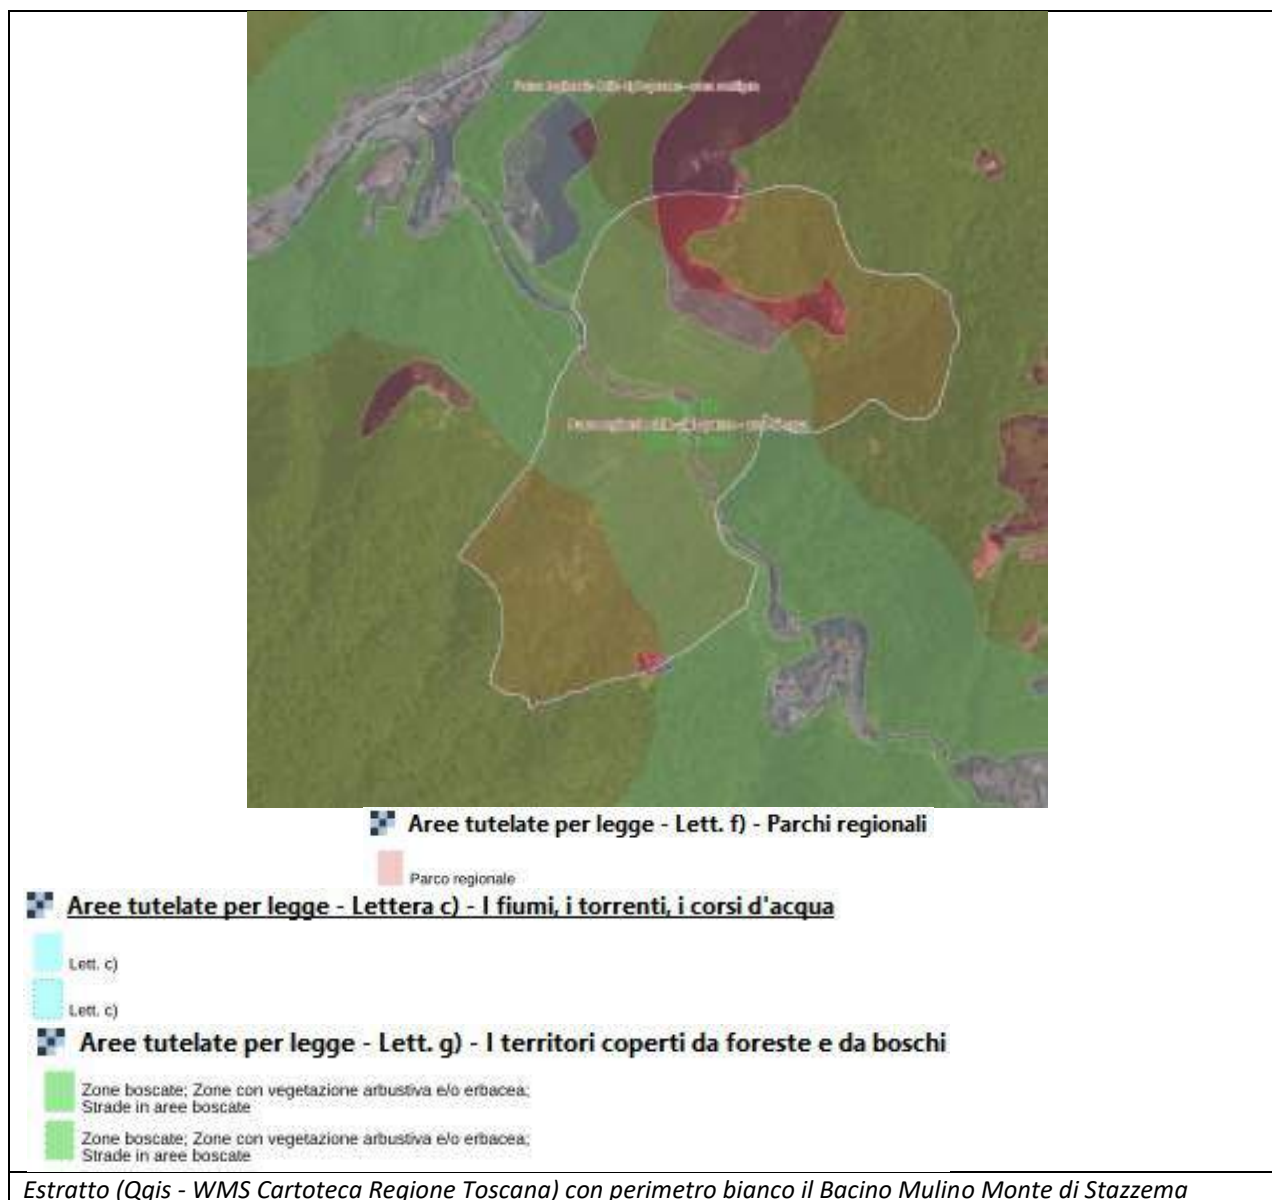 Aree tutelate per legge - Lett. f) - Parchi regionali
Parco regionale
Aree tutelate per legge - Lettera c) - I fiumi, i torrenti, i corsi d'acqua
Lett. c)
Lett. c)
Aree tutelate per legge - Lett. g) - I territori coperti da foreste e da boschi
Zone boscate; Zone con vegetazione arbustiva e/o erbacea;
Strade in aree boscate
Zone boscate; Zone con vegetazione arbustiva e/o erbacea;
Strade in aree boscate
Estratto (Qgis - WMS Cartoteca Regione Toscana) con perimetro bianco il Bacino Mulino Monte di Stazzema